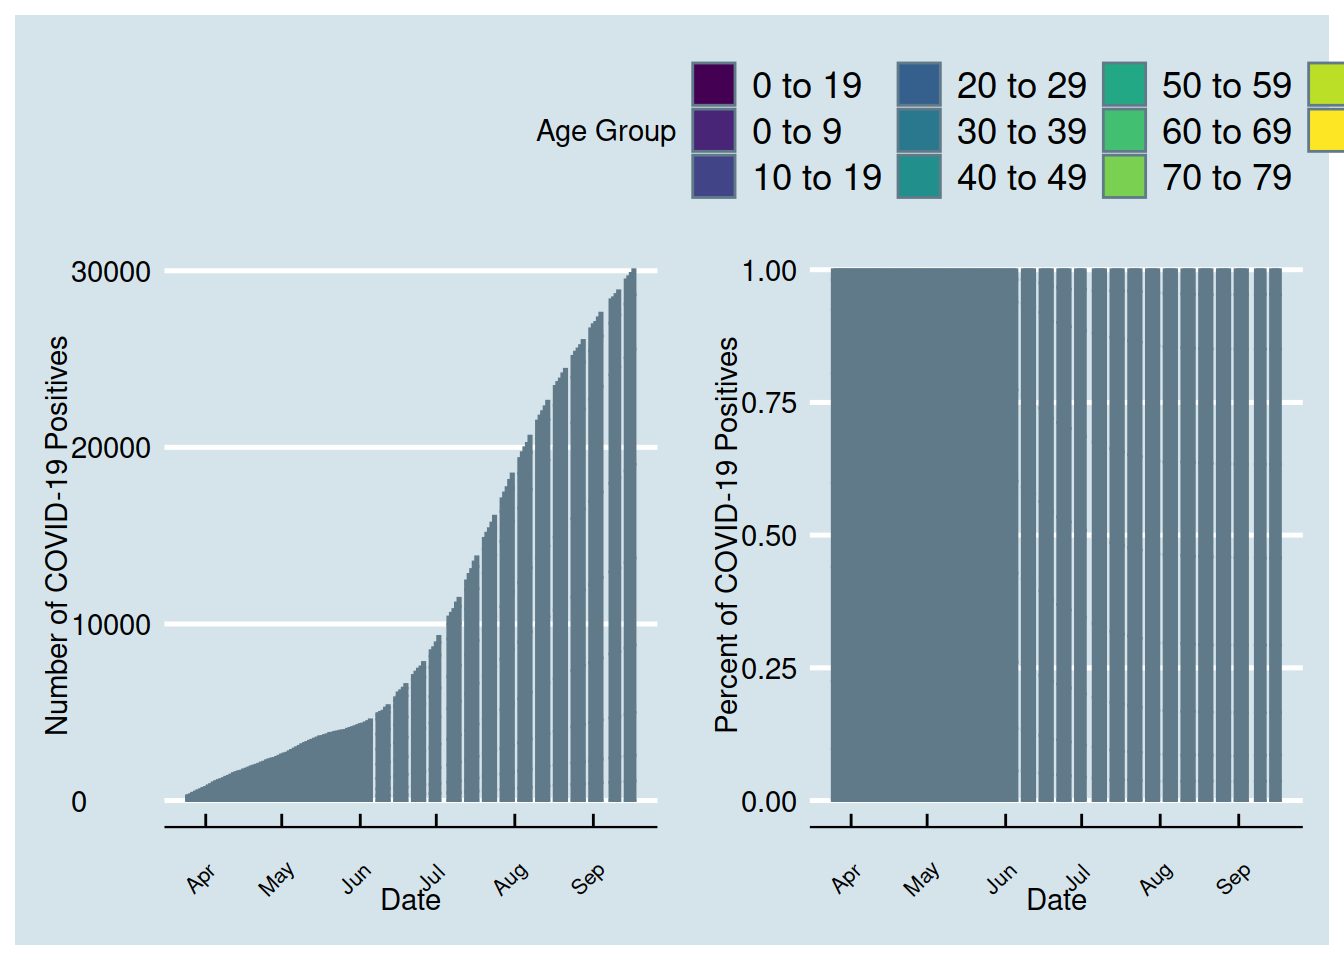 Age Group
0 to 19
0 to 9
10 to 19
20 to 29
30 to 39
40 to 49
50 to 59
60 to 69
70 to 79
Number of COVID-19 Positives
30000
20000
10000
0
Apr
May
Jun
Jul
Aug
Sep
Date
Percent of COVID-19 Positives
1.00
0.75
0.50
0.25
0.00
Apr
May
Jun
Jul
Aug
Sep
Date